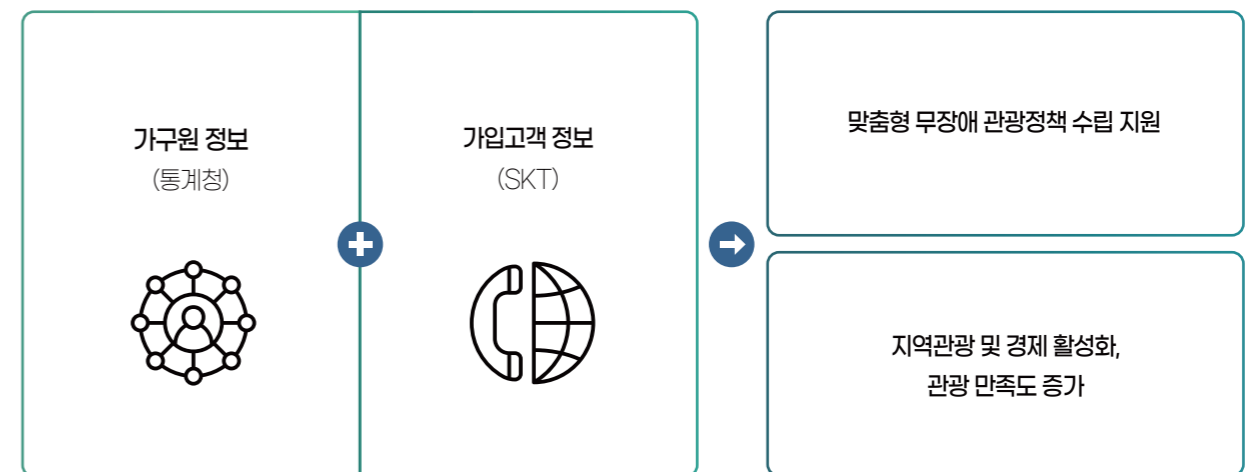 가구원 정보
(통계청)
가입고객 정보
(SKT)
맞춤형 무장애 관광정책 수립 지원
지역관광 및 경제 활성화,
관광 만족도 증가